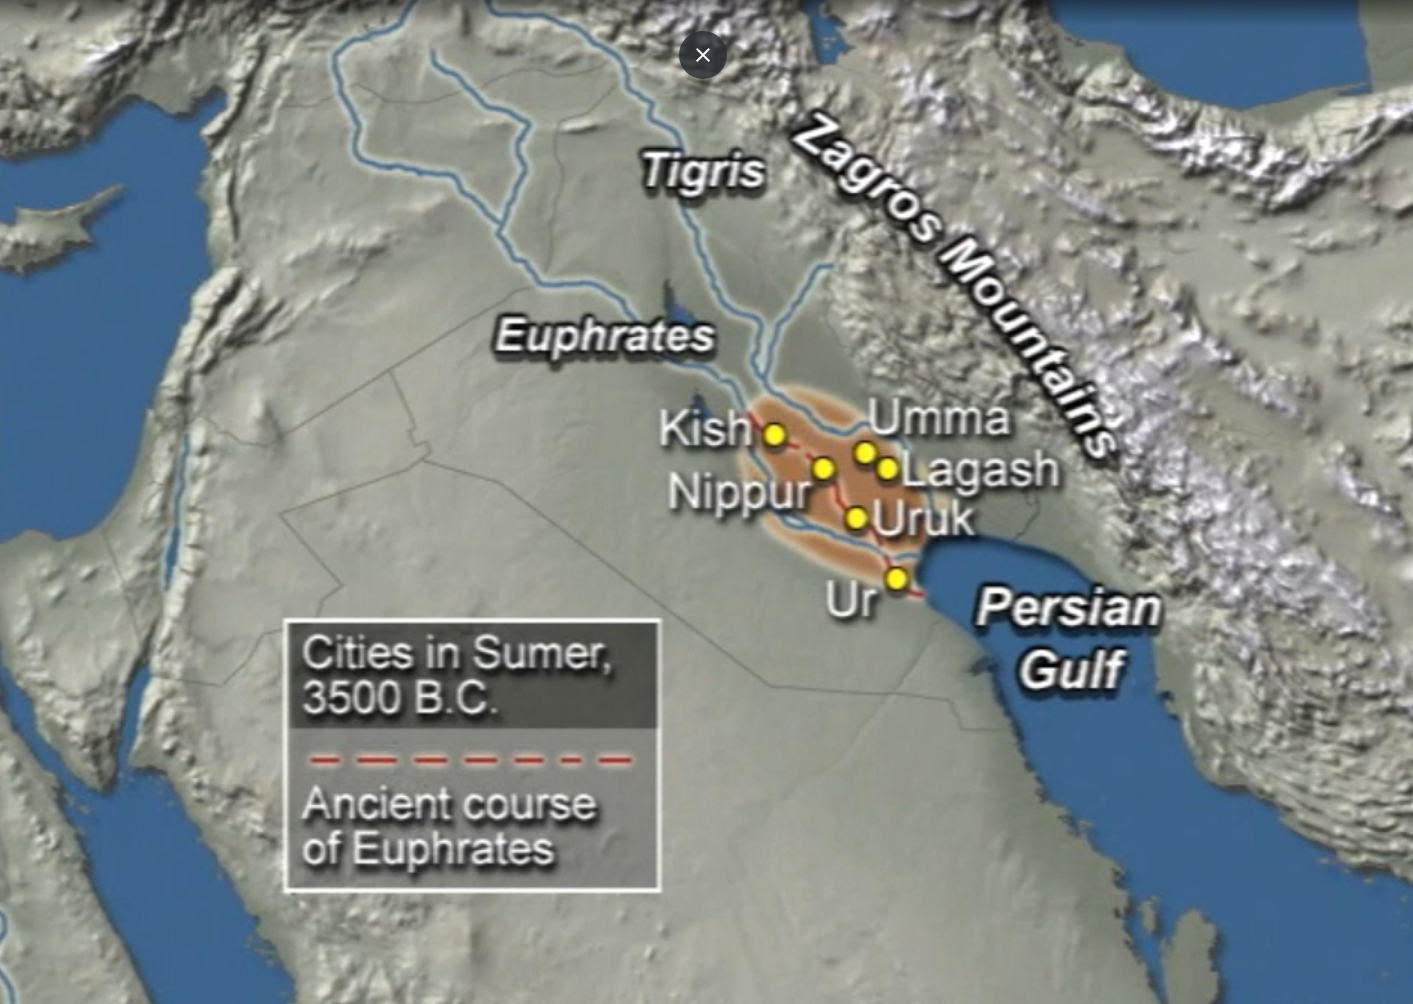 Zagros Mountains
Tigris
Euphrates
Kish
Umma
Nippur
Lagash
Uruk
Ur
Persian
Gulf
Cities in Sumer,
3500 B.C.
Ancient course
of Euphrates